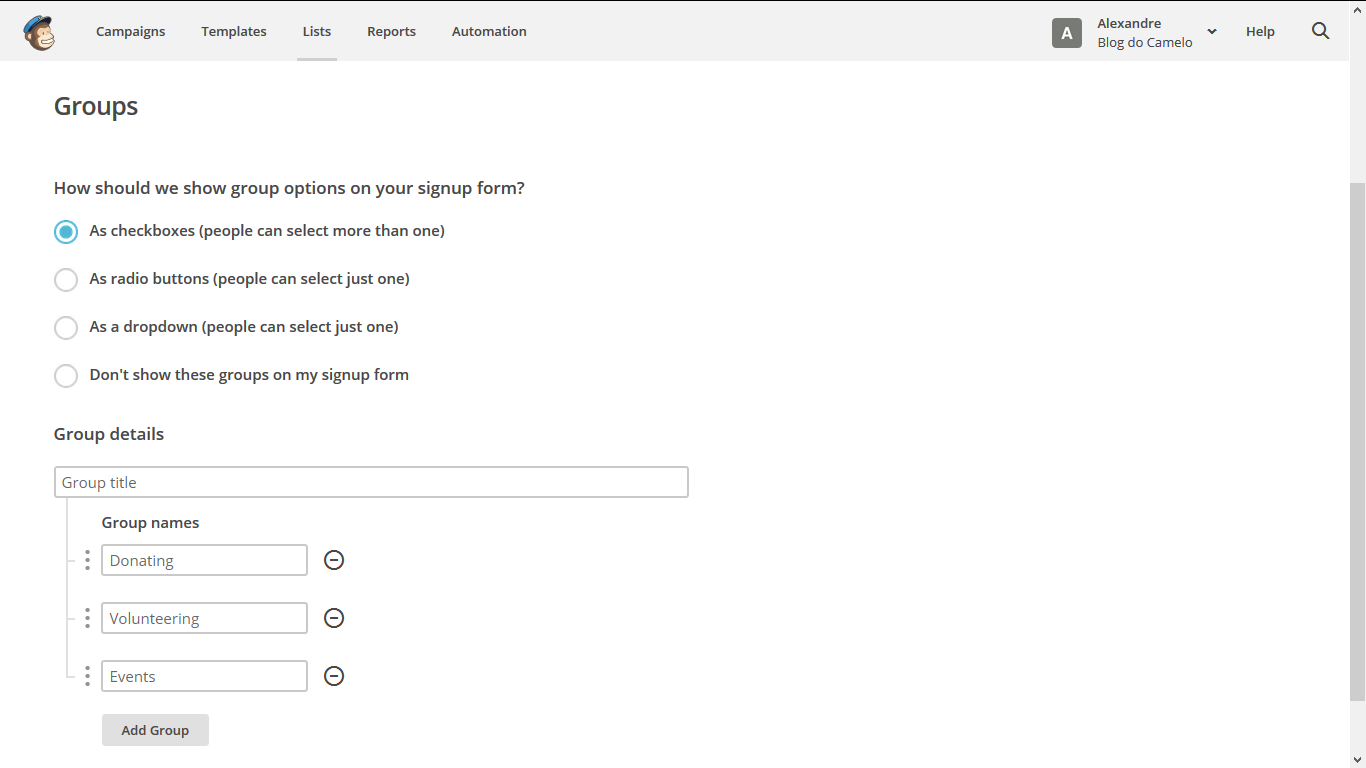 Campaigns Templates Lists Reports Automation A Alexandre Help
Blog do Camelo
Groups
How should we show group options on your signup form?
As checkboxes (people can select more than one)
As radio buttons (people can select just one)
As a dropdown (people can select just one)
Don't show these groups on my signup form
Group details
Group title
Group names
Donating
Volunteering
Events
Add Group